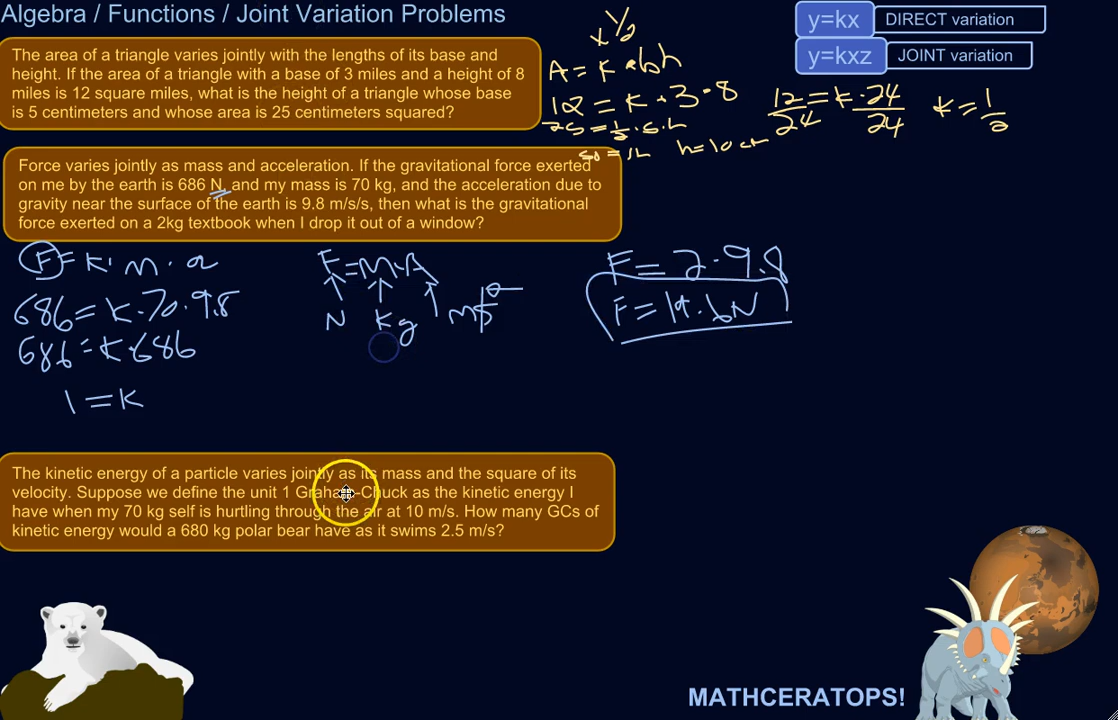 Algebra / Functions / Joint Variation Problems
y=kx DIRECT variation
y=kxz JOINT variation
The area of a triangle varies jointly with the lengths of its base and
height. If the area of a triangle with a base of 3 miles and a height of 8
miles is 12 square miles, what is the height of a triangle whose base
is 5 centimeters and whose area is 25 centimeters squared?
x ½
A = k • b h
12 = k • 3 • 8
25 = ½ • 5 • h
h = 10 cm
12/24 = k • 24/24
k = 1/2
Force varies jointly as mass and acceleration. If the gravitational force exerted
on me by the earth is 686 N, and my mass is 70 kg, and the acceleration due to
gravity near the surface of the earth is 9.8 m/s/s, then what is the gravitational
force exerted on a 2kg textbook when I drop it out of a window?
F = k • m • a
686 = k • 70 • 9.8
686 = k • 686
1 = k
F = M • A
N kg
F = 2 • 9.8
F = 19.6N
The kinetic energy of a particle varies jointly as its mass and the square of its
velocity. Suppose we define the unit 1 Graham-Chuck as the kinetic energy I
have when my 70 kg self is hurtling through the air at 10 m/s. How many GCs of
kinetic energy would a 680 kg polar bear have as it swims 2.5 m/s?
MATHCERATOPS!